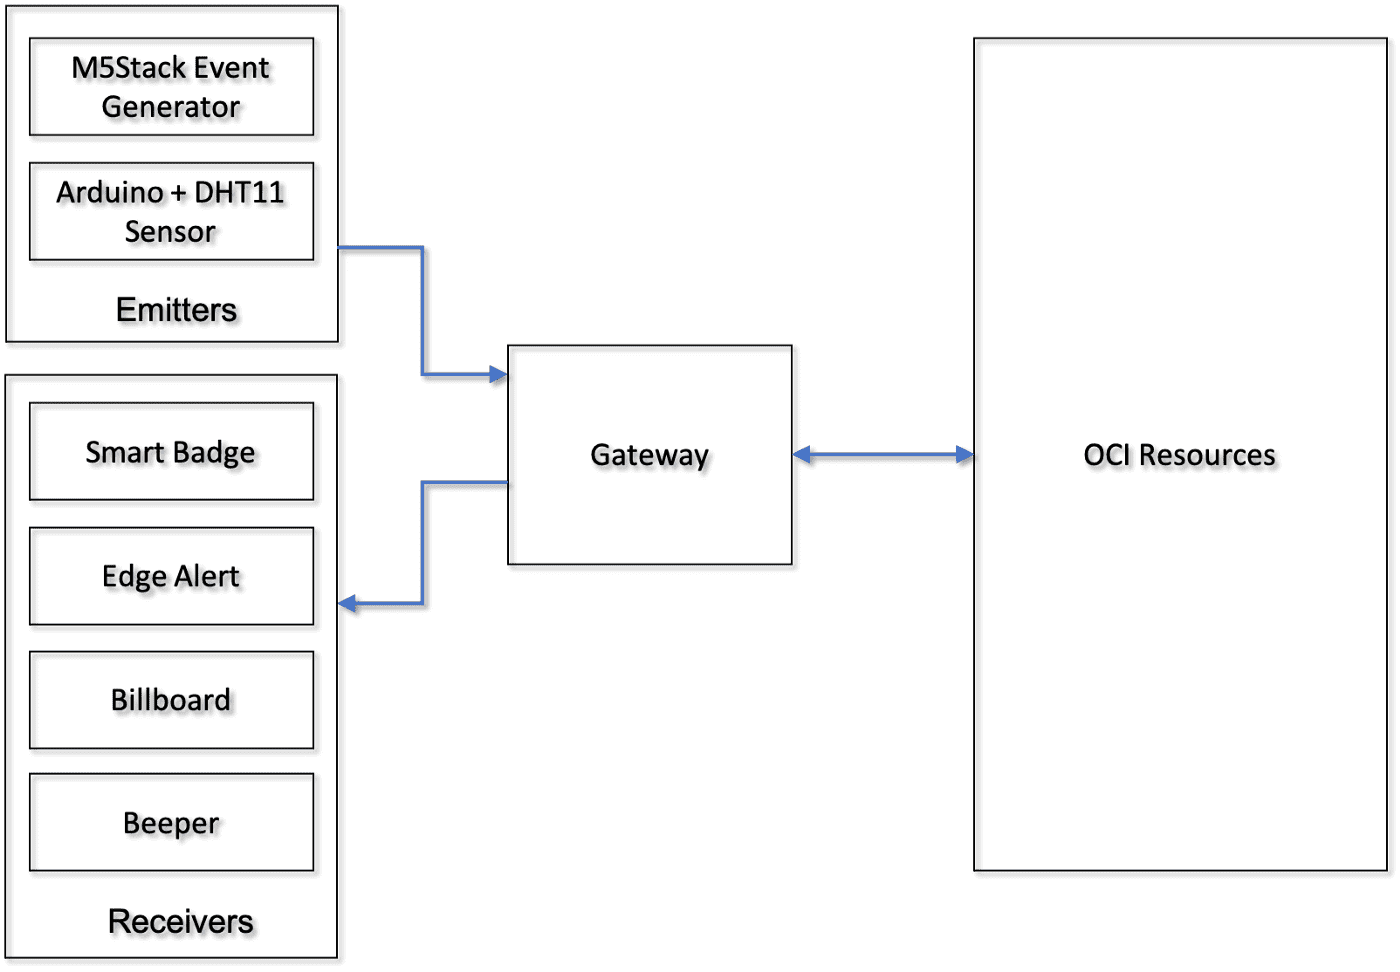 M5Stack Event
Generator
Arduino + DHT11
Sensor
Emitters
Smart Badge
Edge Alert
Billboard
Beeper
Receivers
Gateway
OCI Resources